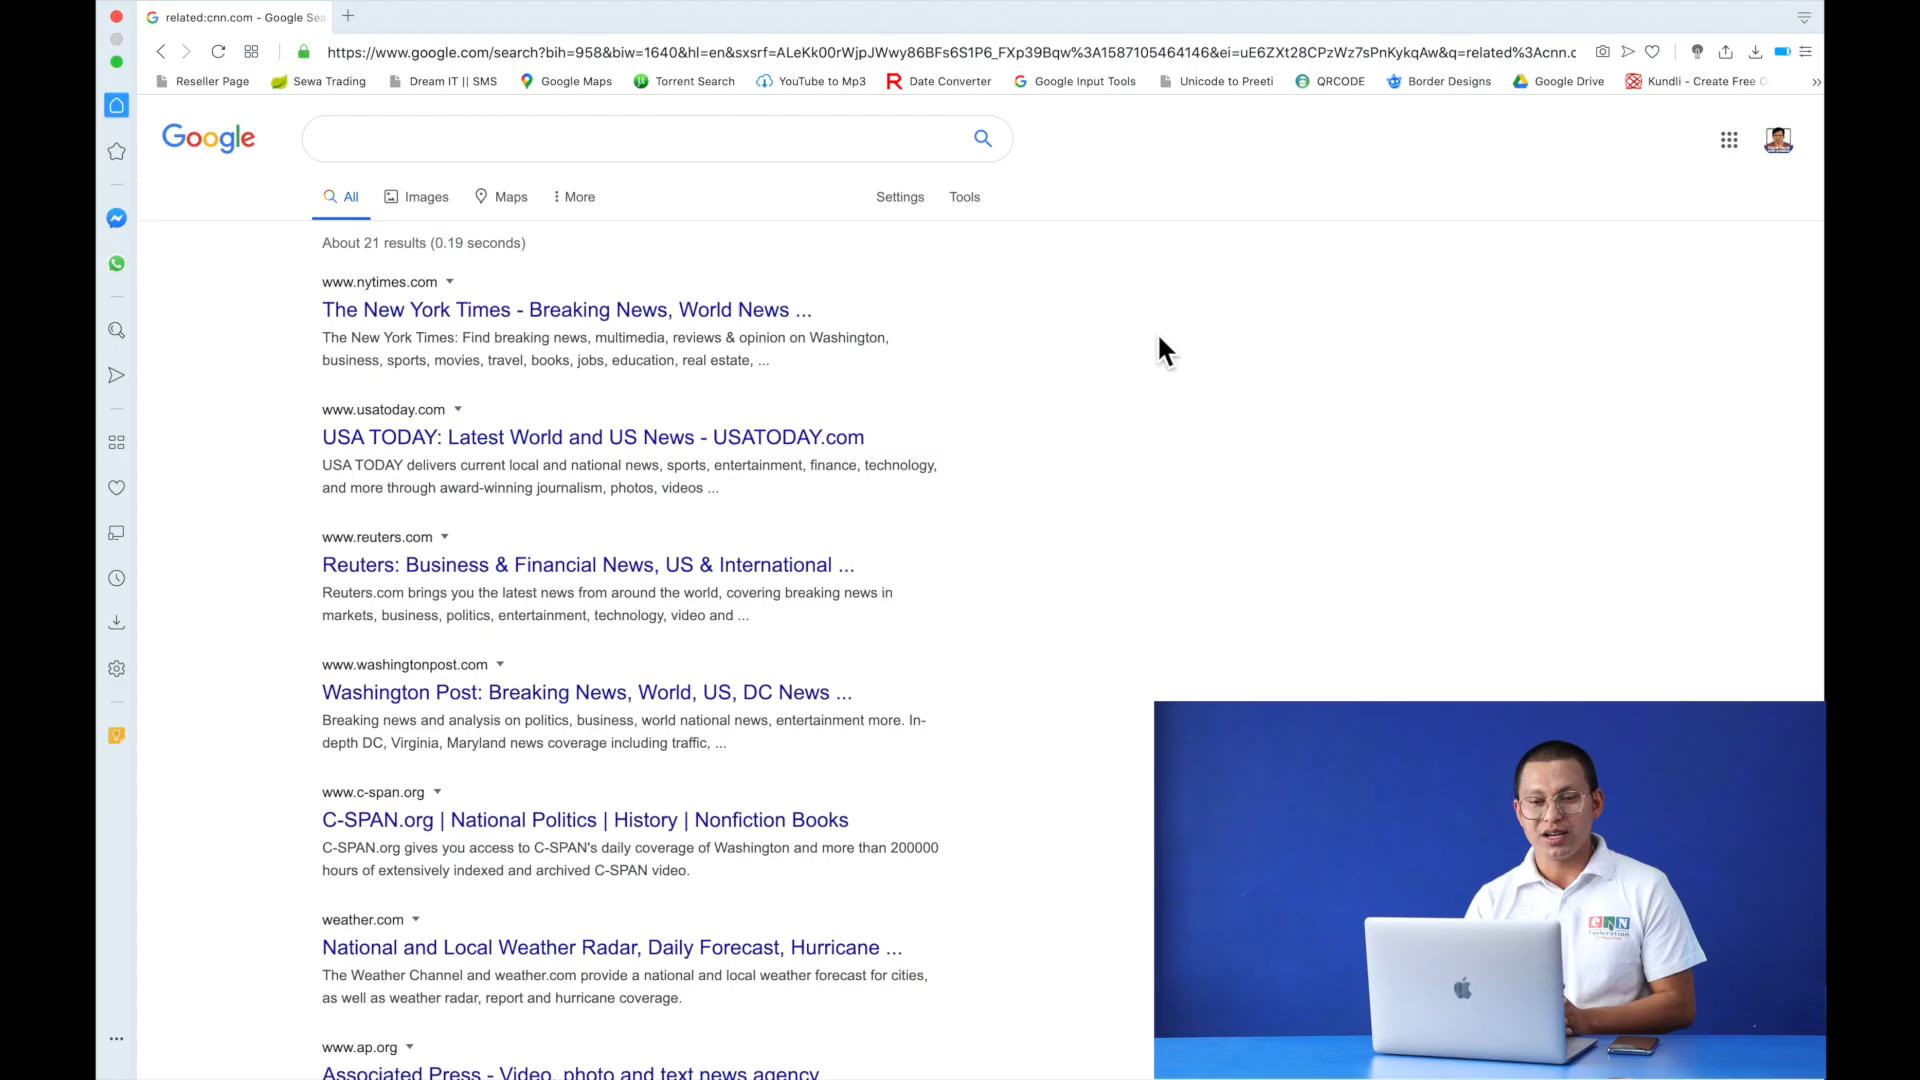 related:cnn.com - Google Sea
https://www.google.com/search?bih=958&biw=1640&hl=en&sxsrf=ALeKk00rWjpJWwy86BFs6S1P6_FXp39Bqw%3A1587105464146&ei=uE6ZXt28CPzWz7sPnKykqAw&q=related%3Acnn.c
Reseller Page Sewa Trading Dream IT || SMS Google Maps Torrent Search YouTube to Mp3 Date Converter Google Input Tools Unicode to Preeti QRCODE Border Designs Google Drive Kundli - Create Free
Google
All Images Maps More Settings Tools
About 21 results (0.19 seconds)
www.nytimes.com
The New York Times - Breaking News, World News ...
The New York Times: Find breaking news, multimedia, reviews & opinion on Washington,
business, sports, movies, travel, books, jobs, education, real estate, ...
www.usatoday.com
USA TODAY: Latest World and US News - USATODAY.com
USA TODAY delivers current local and national news, sports, entertainment, finance, technology,
and more through award-winning journalism, photos, videos ...
www.reuters.com
Reuters: Business & Financial News, US & International ...
Reuters.com brings you the latest news from around the world, covering breaking news in
markets, business, politics, entertainment, technology, video and ...
www.washingtonpost.com
Washington Post: Breaking News, World, US, DC News ...
Breaking news and analysis on politics, business, world national news, entertainment more. In-
depth DC, Virginia, Maryland news coverage including traffic, ...
www.c-span.org
C-SPAN.org | National Politics | History | Nonfiction Books
C-SPAN.org gives you access to C-SPAN's daily coverage of Washington and more than 200000
hours of extensively indexed and archived C-SPAN video.
weather.com
National and Local Weather Radar, Daily Forecast, Hurricane ...
The Weather Channel and weather.com provide a national and local weather forecast for cities,
as well as weather radar, report and hurricane coverage.
www.ap.org
Associated Press - Video, photo and text news agency
CAN
Federation